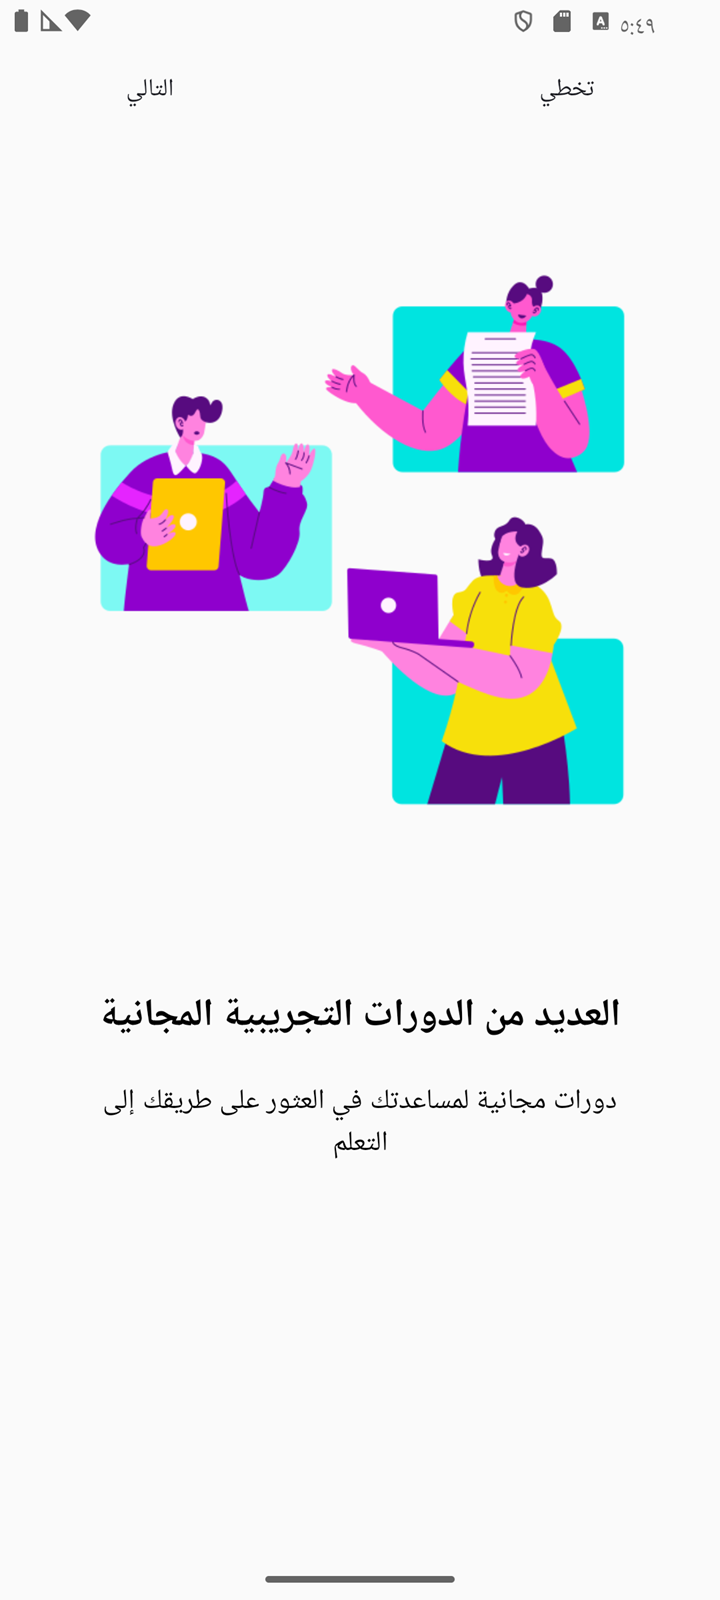 ٥:٤٩
تخطي
التالي
العديد من الدورات التجريبية المجانية
دورات مجانية لمساعدتك في العثور على طريقك إلى
التعلم